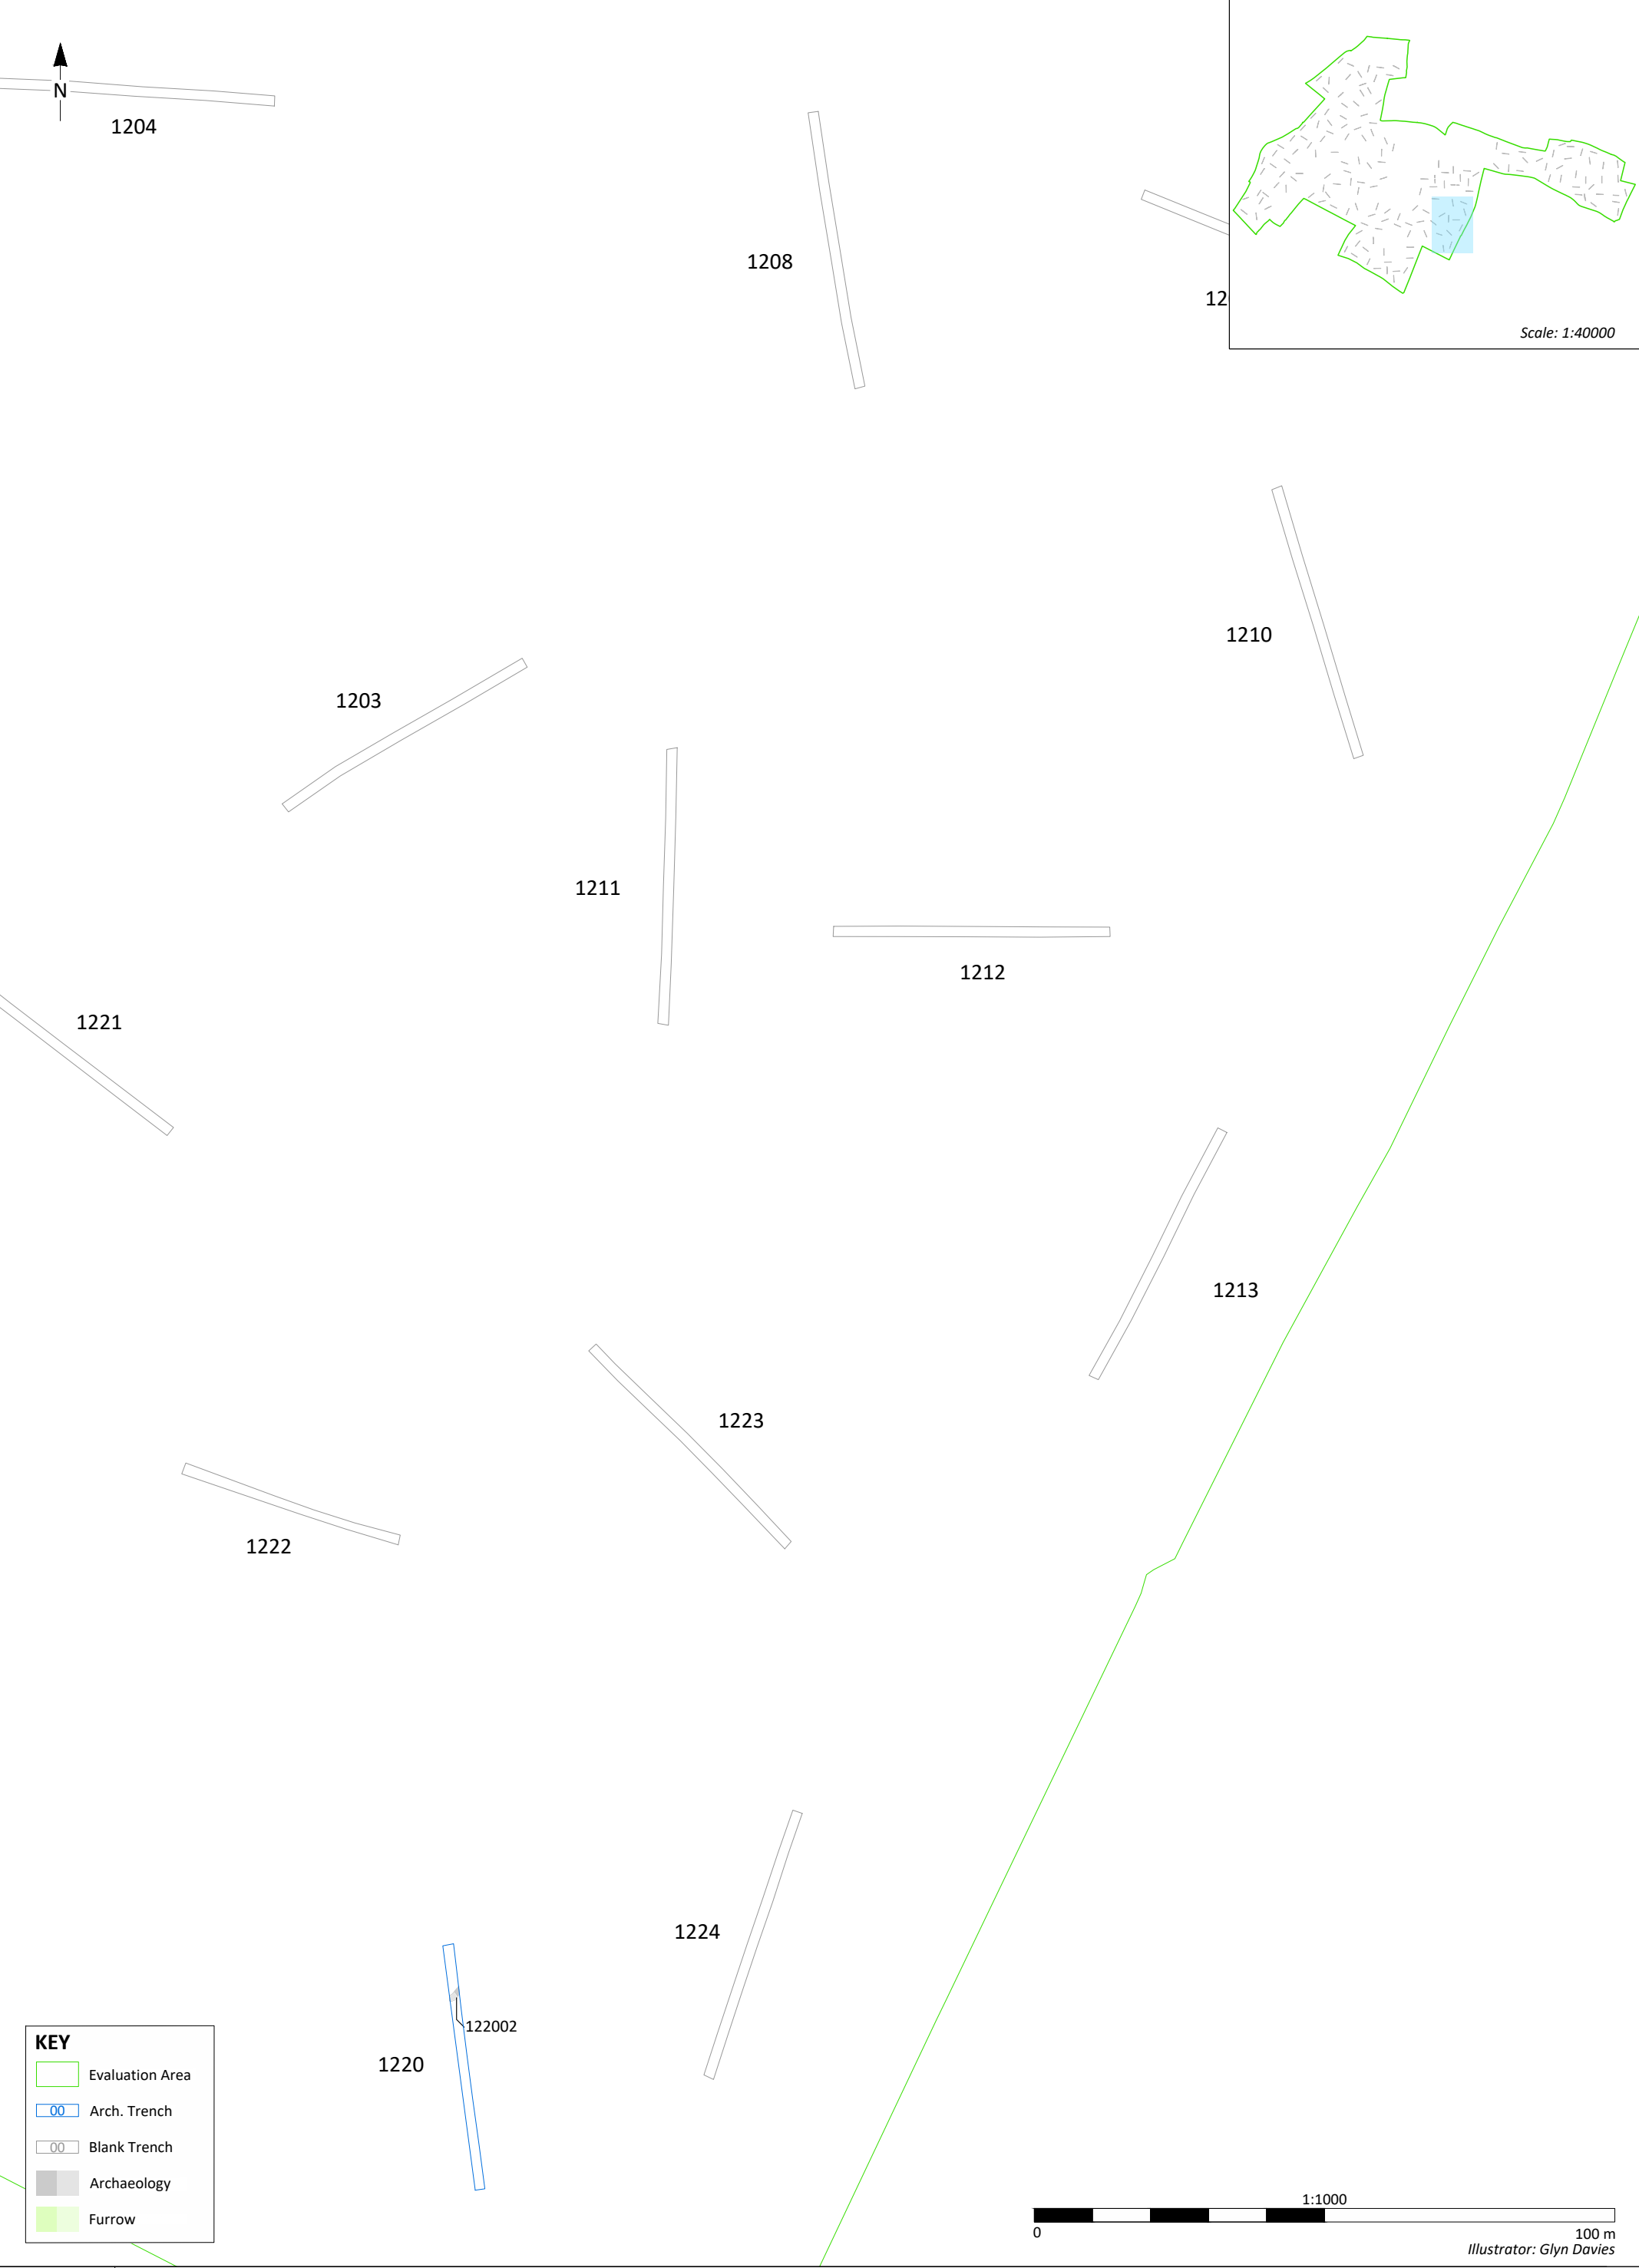 N
1204
1208
12
Scale: 1:40000
1210
1203
1211
1212
1221
1213
1223
1222
1224
122002
1220
KEY
Evaluation Area
00 Arch. Trench
00 Blank Trench
Archaeology
Furrow
1:1000
0 100 m
Illustrator: Glyn Davies